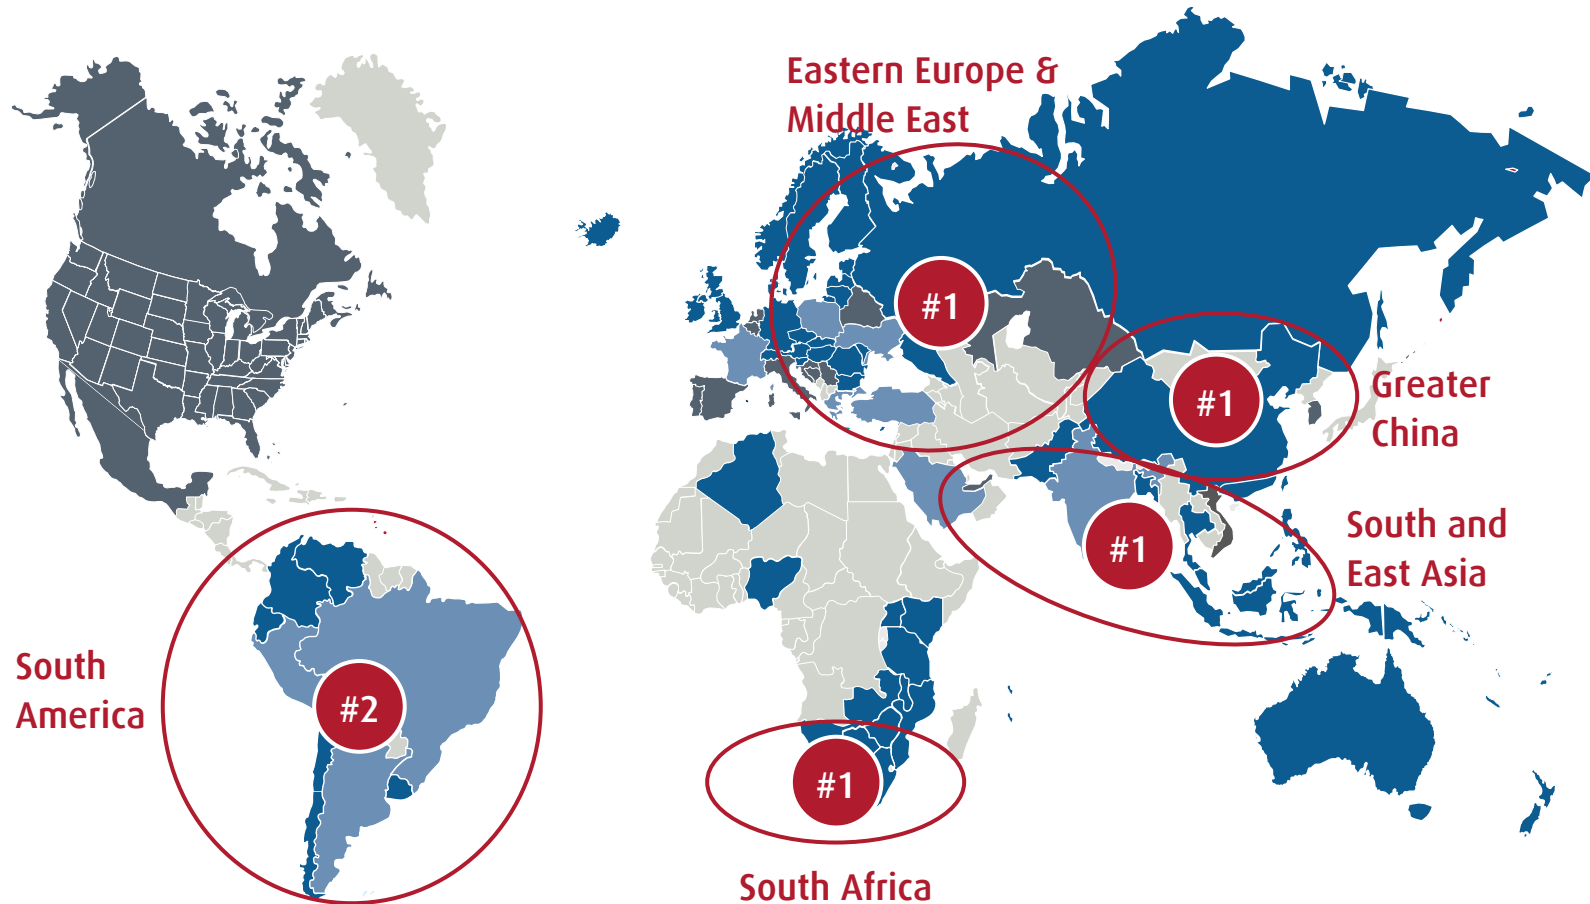 Eastern Europe &
Middle East
#1
#1
Greater
China
#1
South and
East Asia
South
America
#2
#1
South Africa